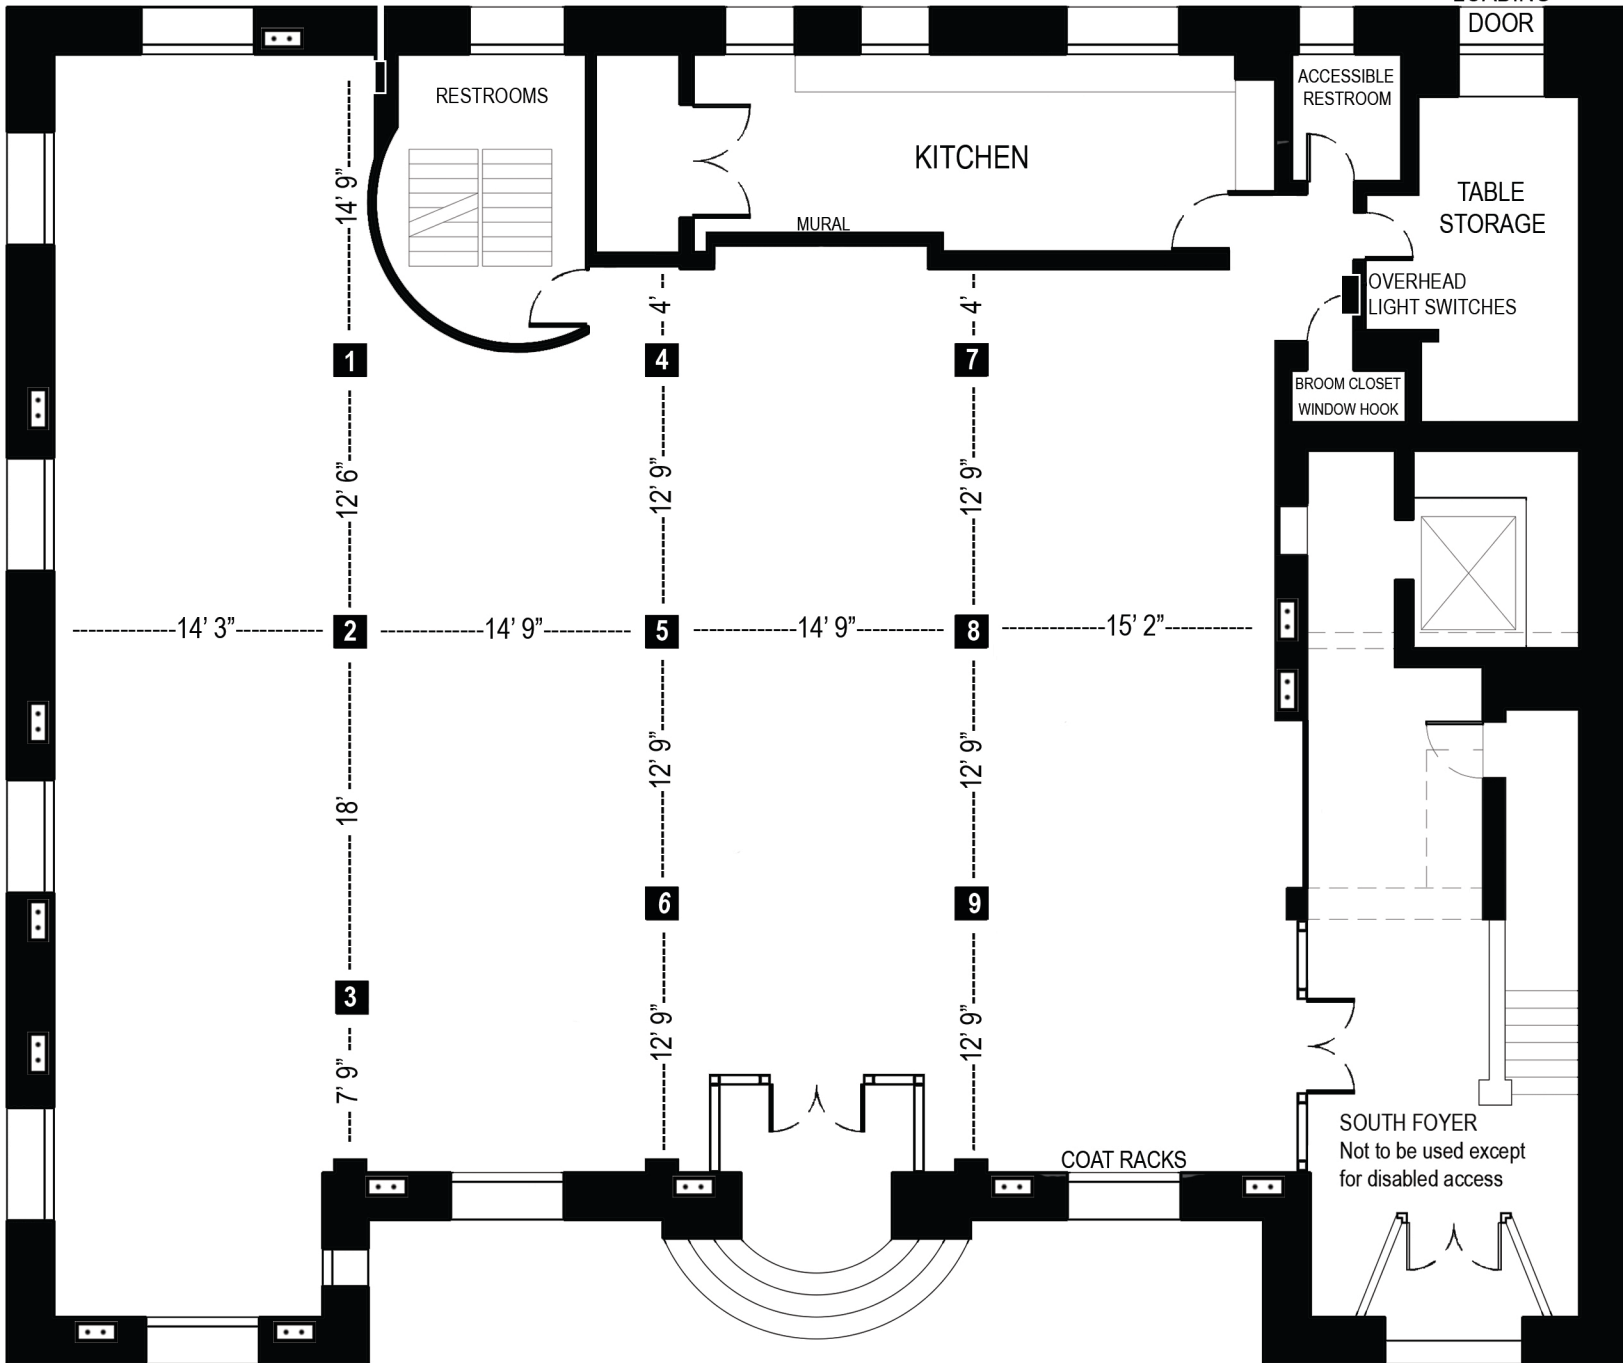 LOADING
DOOR
ACCESSIBLE
RESTROOM
RESTROOMS
KITCHEN
TABLE
STORAGE
MURAL
14’ 9”
OVERHEAD
LIGHT SWITCHES
4’
4’
1
4
7
BROOM CLOSET
WINDOW HOOK
12’ 6”
12’ 9”
12’ 9”
14’ 3”
2
14’ 9”
5
14’ 9”
8
15’ 2”
18’
12’ 9”
12’ 9”
6
9
3
7’ 9”
12’ 9”
12’ 9”
COAT RACKS
SOUTH FOYER
Not to be used except
for disabled access